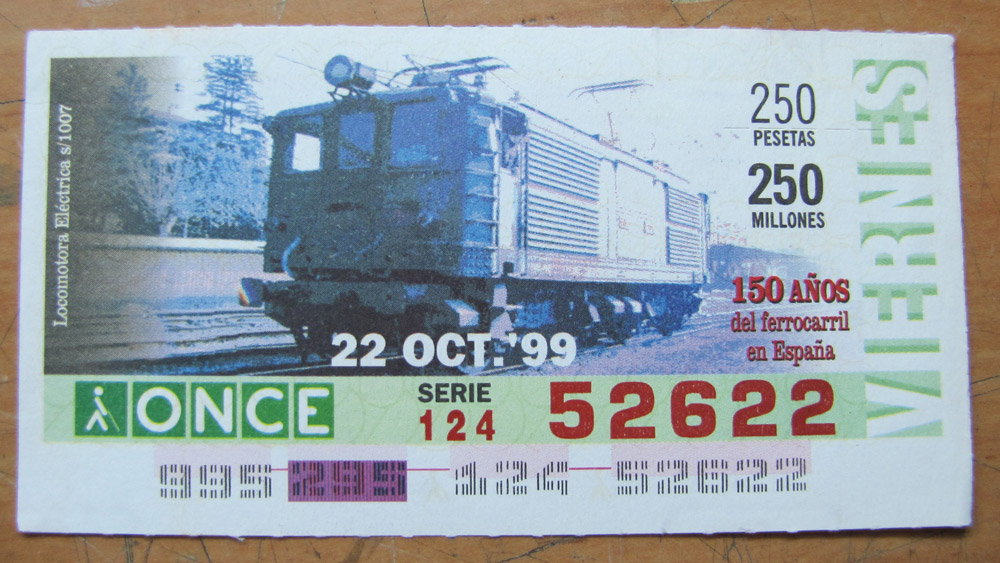 Locomotora Eléctrica s/1007
250
PESETAS
250
MILLONES
150 AÑOS
del ferrocarril
en España
VIERNES
22 OCT.'99
ONCE
SERIE
124
52622
995 295 124 52622